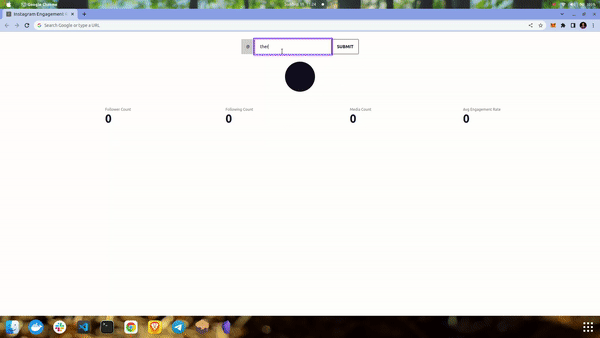 Google Chrome
Instagram Engagement
Search Google or type a URL
@ ther SUBMIT
Follower Count Following Count Media Count Avg Engagement Rate
0 0 0 0